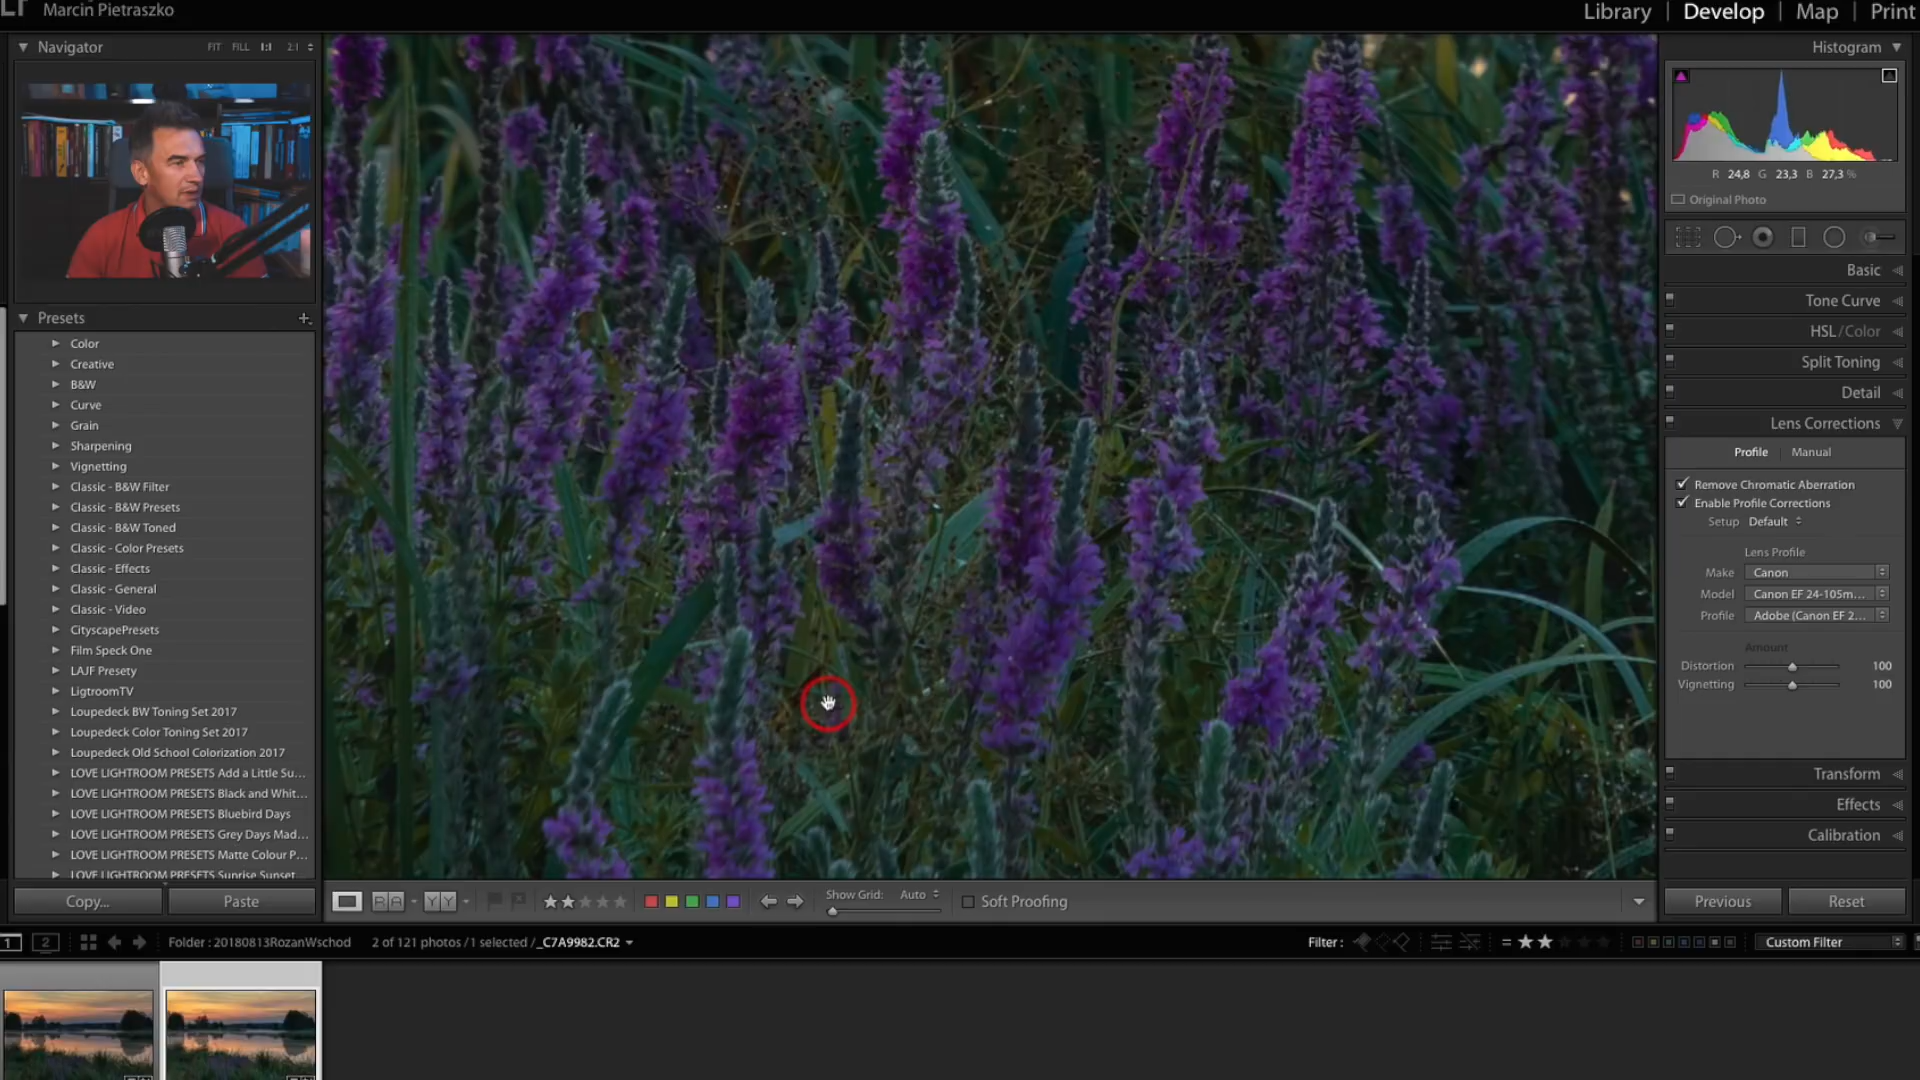 Lr
Marcin Pietraszko
Library | Develop | Map | Print
Navigator FIT FILL 1:1 2:1
Histogram
R 24,8 G 23,3 B 27,3 %
Original Photo
Basic
Tone Curve
HSL / Color
Split Toning
Detail
Lens Corrections
Profile Manual
Remove Chromatic Aberration
Enable Profile Corrections
Setup Default
Lens Profile
Make Canon
Model Canon EF 24-105m...
Profile Adobe (Canon EF 2...
Amount
Distortion 100
Vignetting 100
Transform
Effects
Calibration
Previous Reset
Presets
Color
Creative
B&W
Curve
Grain
Sharpening
Vignetting
Classic - B&W Filter
Classic - B&W Presets
Classic - B&W Toned
Classic - Color Presets
Classic - Effects
Classic - General
Classic - Video
CityscapePresets
Film Speck One
LAJF Presety
LigtroomTV
Loupedeck BW Toning Set 2017
Loupedeck Color Toning Set 2017
Loupedeck Old School Colorization 2017
LOVE LIGHTROOM PRESETS Add a Little Su...
LOVE LIGHTROOM PRESETS Black and Whit...
LOVE LIGHTROOM PRESETS Bluebird Days
LOVE LIGHTROOM PRESETS Grey Days Mad...
LOVE LIGHTROOM PRESETS Matte Colour P...
LOVE LIGHTROOM PRESETS Sunrise Sunset
Copy... Paste
R A Y Y Show Grid: Auto Soft Proofing
1 2 Folder : 20180813RozanWschod 2 of 121 photos /1 selected /_C7A9982.CR2 Filter : = Custom Filter